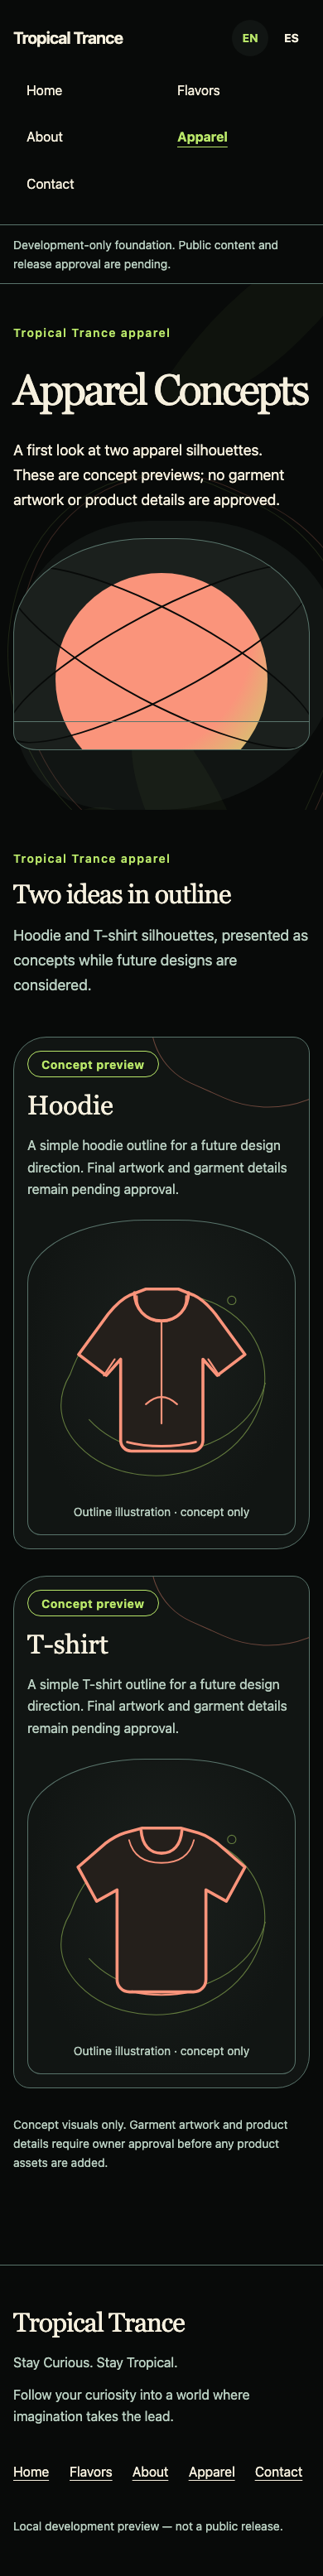 Tropical Trance
EN ES
Home Flavors
About Apparel
Contact
Development-only foundation. Public content and
release approval are pending.
Tropical Trance apparel
Apparel Concepts
A first look at two apparel silhouettes.
These are concept previews; no garment
artwork or product details are approved.
Tropical Trance apparel
Two ideas in outline
Hoodie and T-shirt silhouettes, presented as
concepts while future designs are
considered.
Concept preview
Hoodie
A simple hoodie outline for a future design
direction. Final artwork and garment details
remain pending approval.
Outline illustration · concept only
Concept preview
T-shirt
A simple T-shirt outline for a future design
direction. Final artwork and garment details
remain pending approval.
Outline illustration · concept only
Concept visuals only. Garment artwork and product
details require owner approval before any product
assets are added.
Tropical Trance
Stay Curious. Stay Tropical.
Follow your curiosity into a world where
imagination takes the lead.
Home Flavors About Apparel Contact
Local development preview — not a public release.